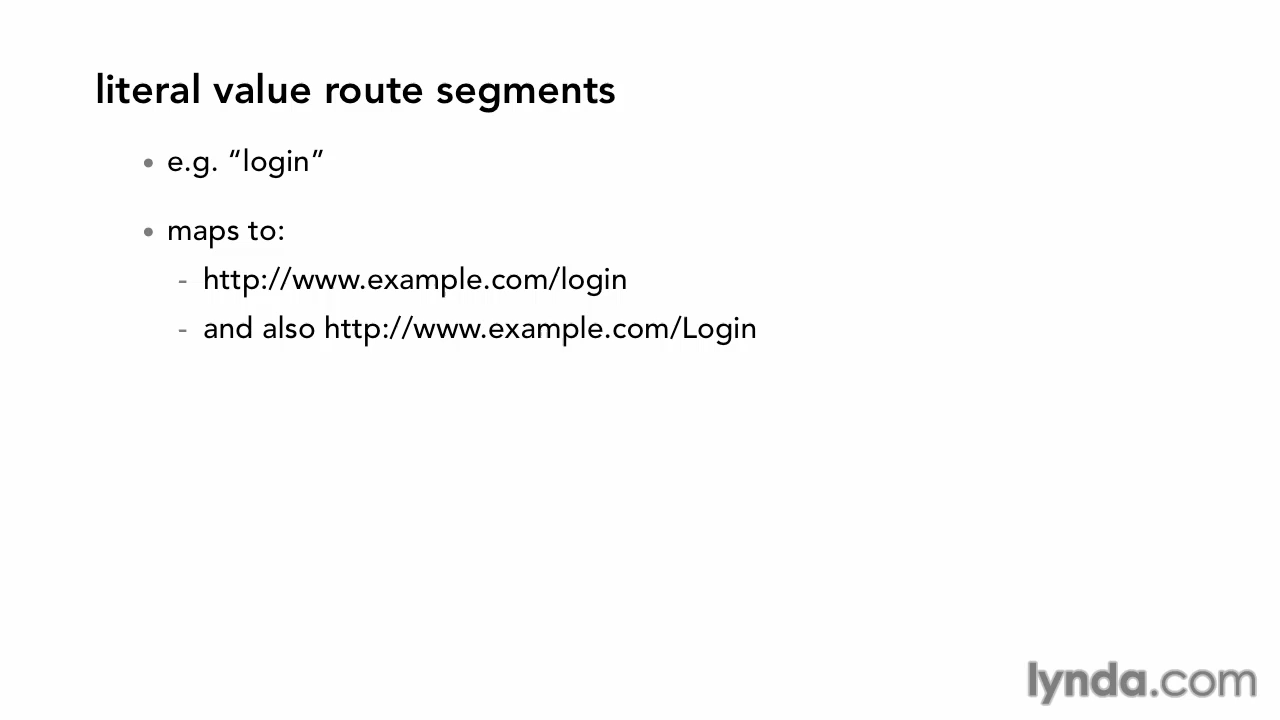 literal value route segments
• e.g. “login”
• maps to:
- http://www.example.com/login
- and also http://www.example.com/Login
lynda.com